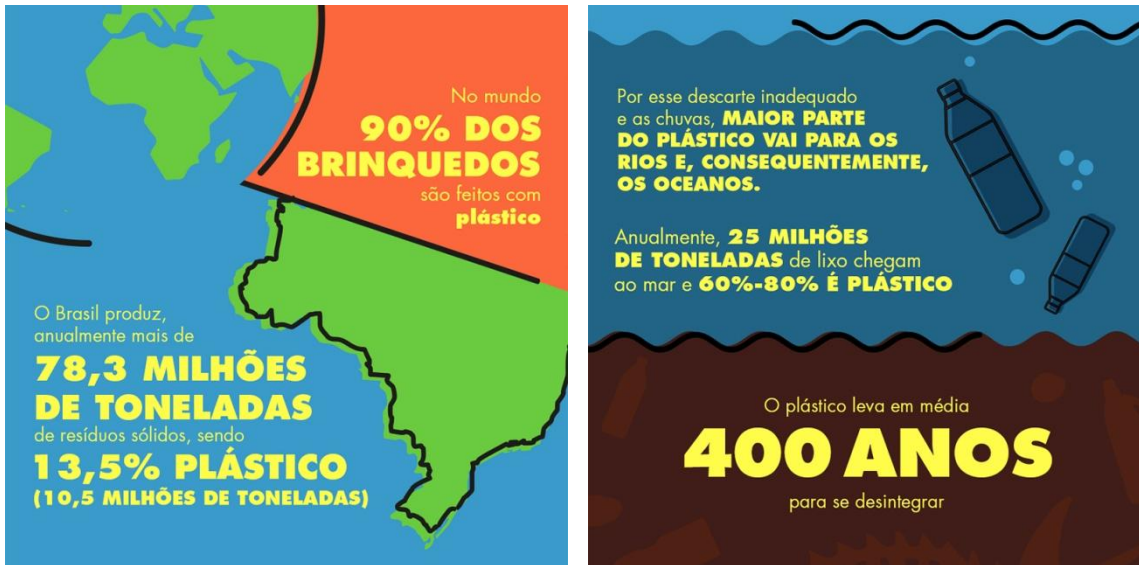 No mundo
90% DOS
BRINQUEDOS
são feitos com
plástico
O Brasil produz,
anualmente mais de
78,3 MILHÕES
DE TONELADAS
de resíduos sólidos, sendo
13,5% PLÁSTICO
(10,5 MILHÕES DE TONELADAS)
Por esse descarte inadequado
e as chuvas, MAIOR PARTE
DO PLÁSTICO VAI PARA OS
RIOS E, CONSEQUENTEMENTE,
OS OCEANOS.
Anualmente, 25 MILHÕES
DE TONELADAS de lixo chegam
ao mar e 60%-80% É PLÁSTICO
O plástico leva em média
400 ANOS
para se desintegrar